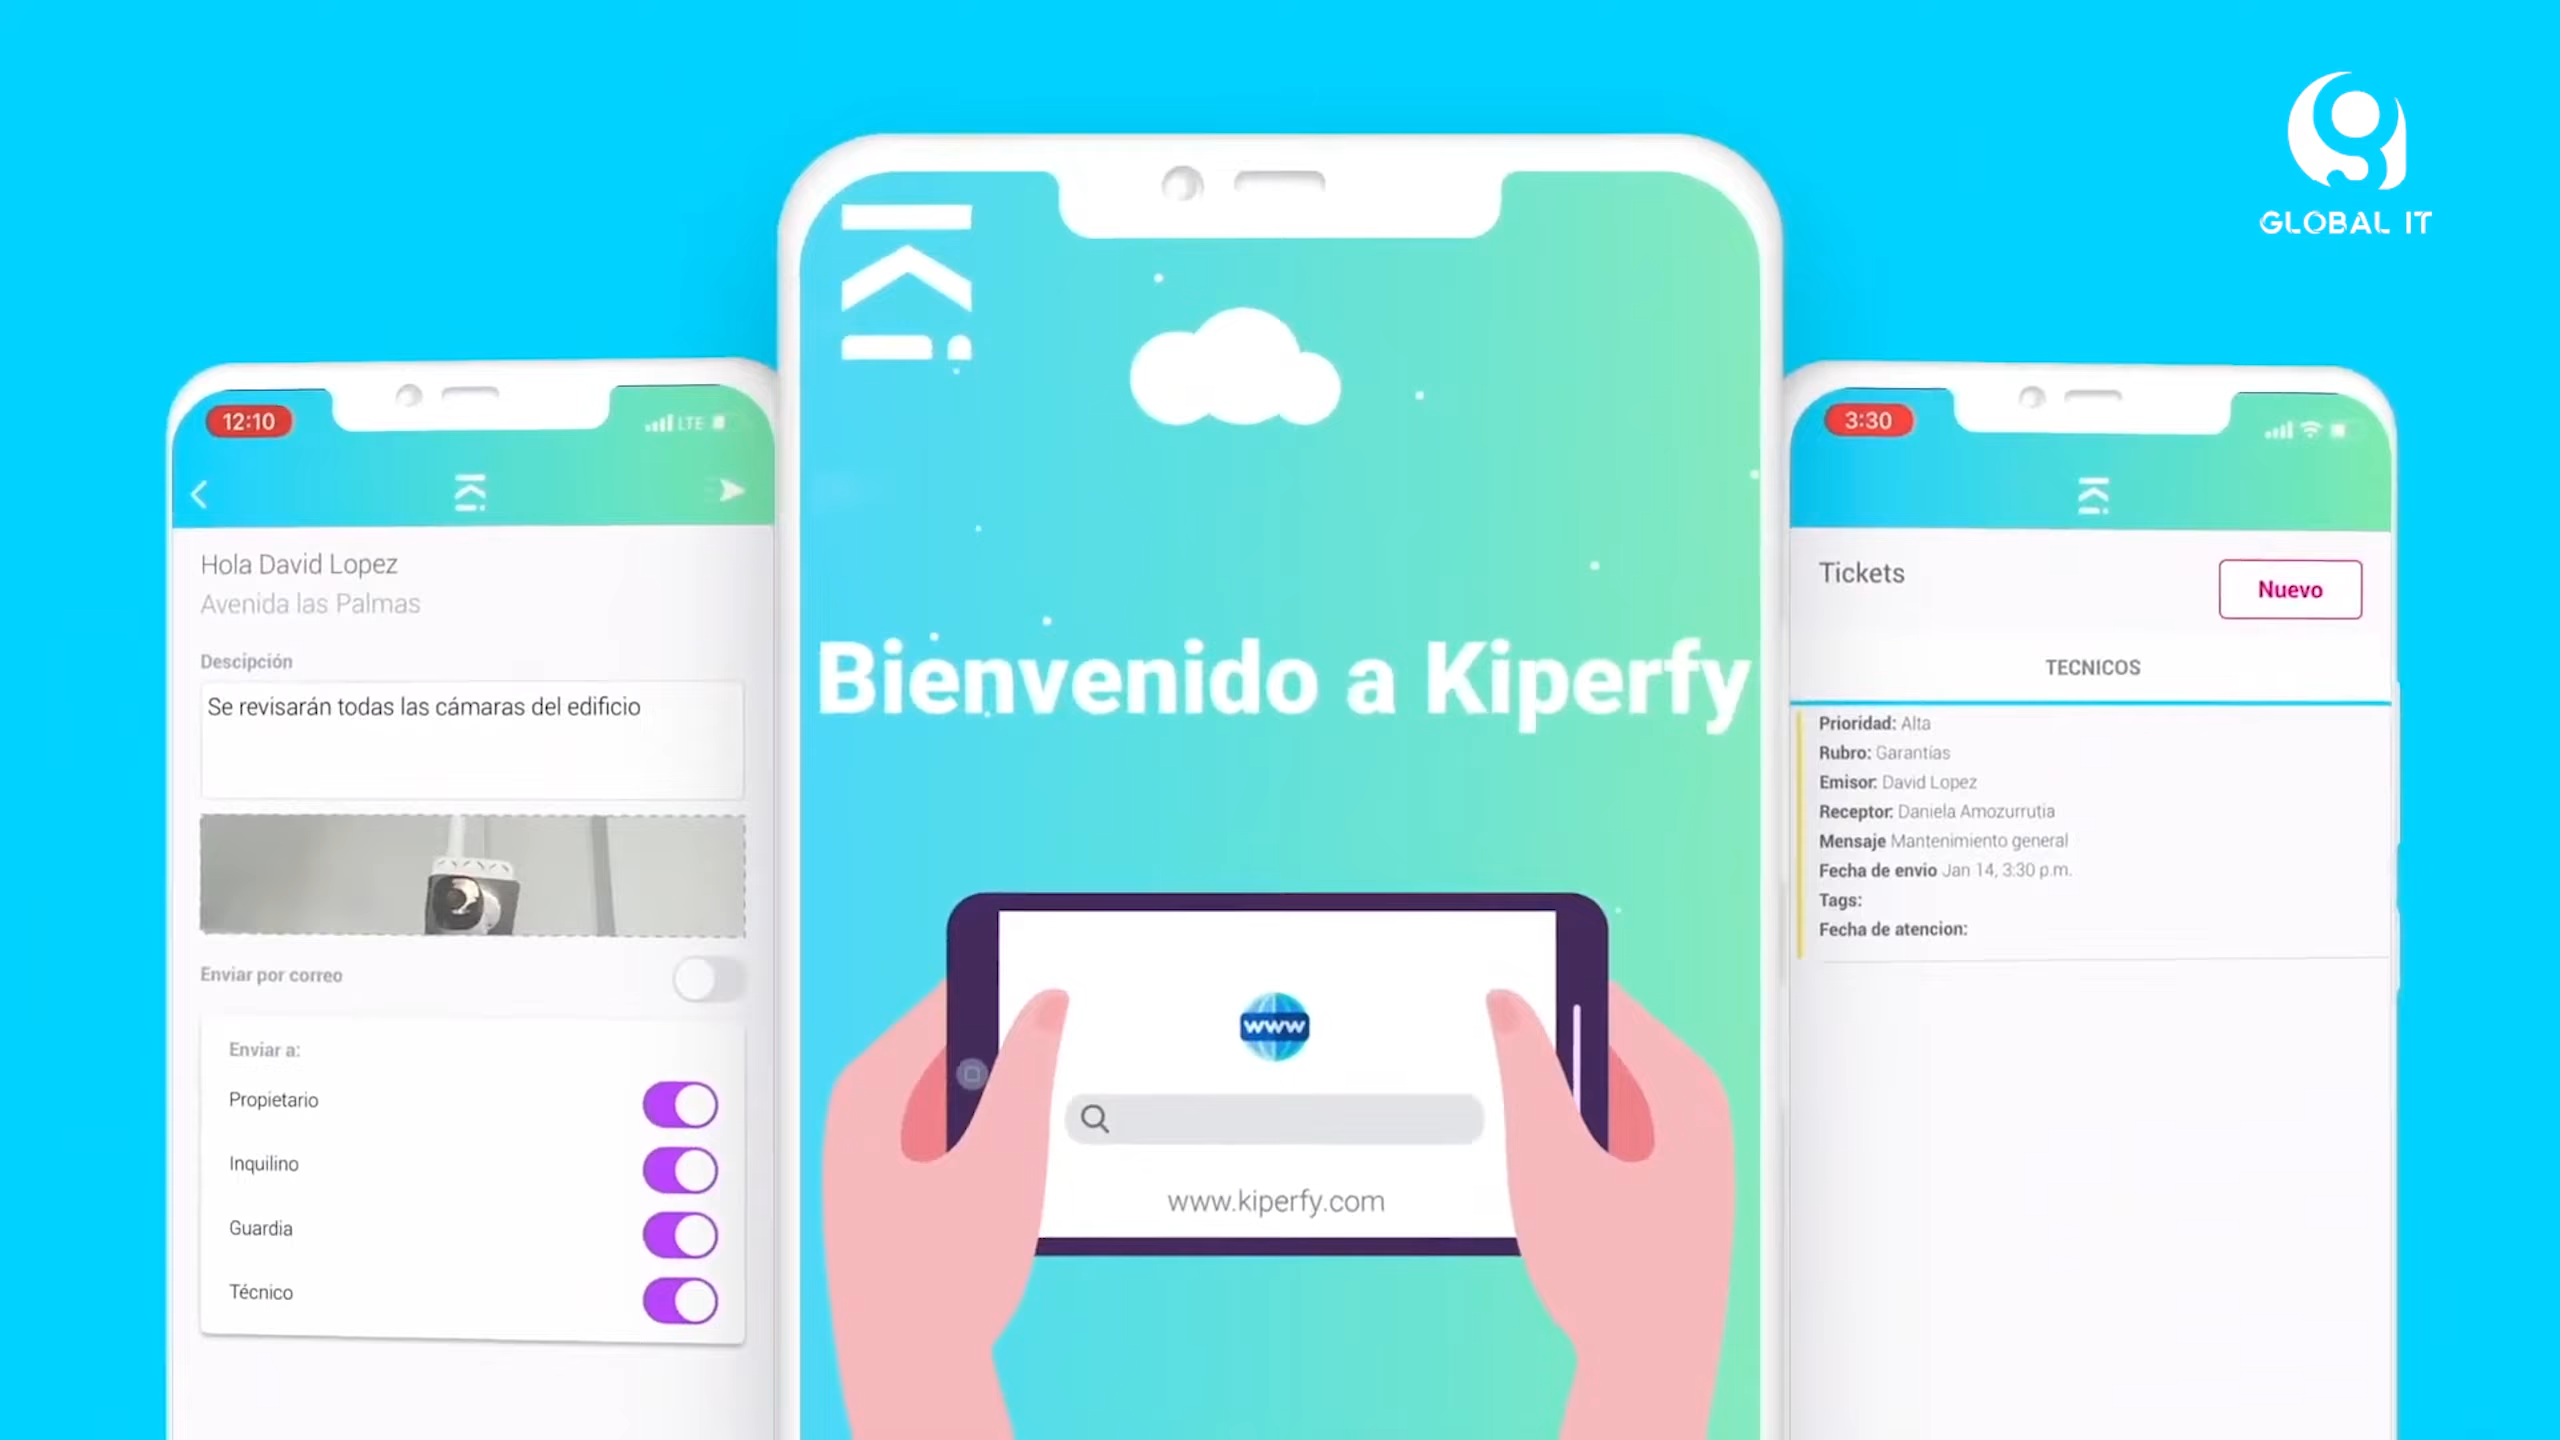 GLOBAL IT
12:10
LTE
Hola David Lopez
Avenida las Palmas
Descipción
Se revisarán todas las cámaras del edificio
Enviar por correo
Enviar a:
Propietario
Inquilino
Guardia
Técnico
Ki
Bienvenido a Kiperfy
www
www.kiperfy.com
3:30
Ki
Tickets
Nuevo
TECNICOS
Prioridad: Alta
Rubro: Garantías
Emisor: David Lopez
Receptor: Daniela Amozurrutia
Mensaje Mantenimiento general
Fecha de envio Jan 14, 3:30 p.m.
Tags:
Fecha de atencion: